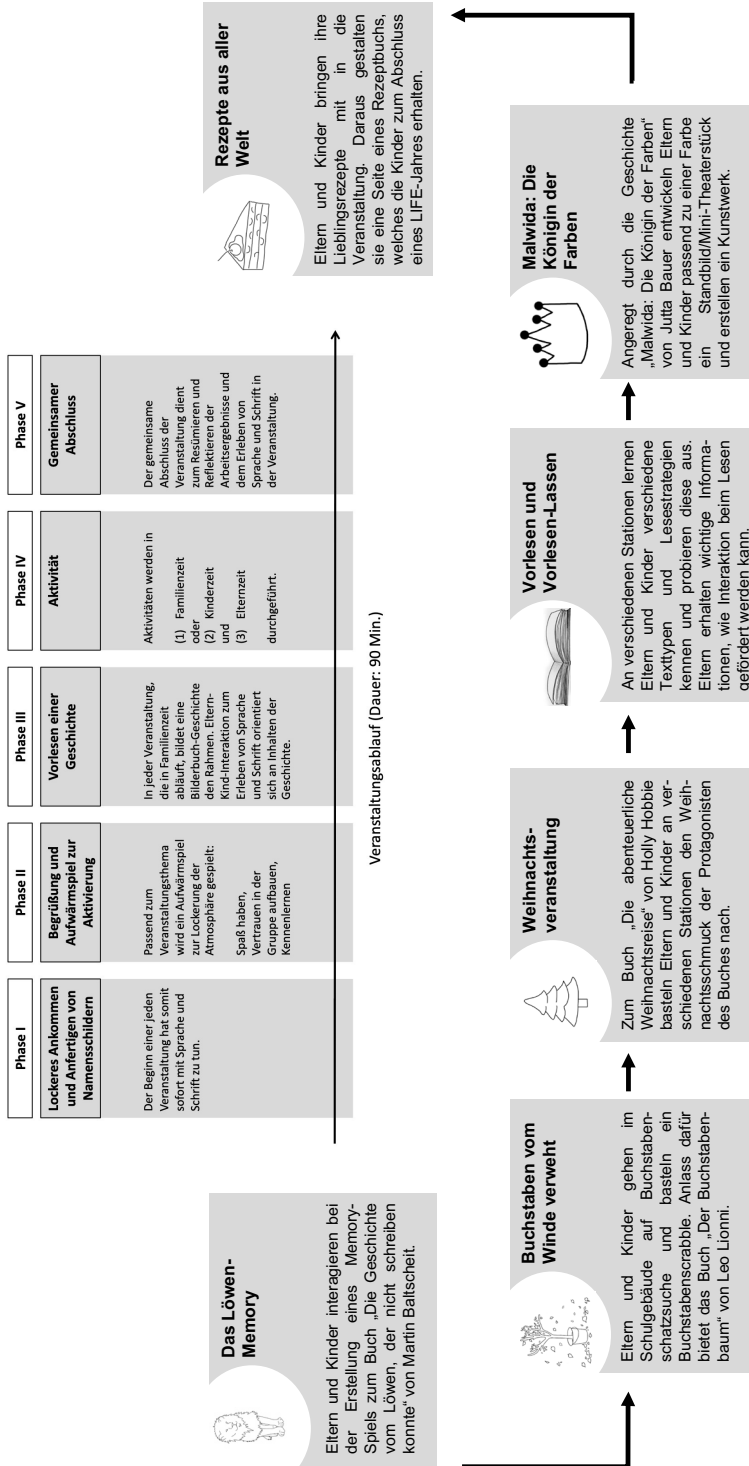 Phase I
Lockeres Ankommen
und Anfertigen von
Namensschildern
Der Beginn einer jeden
Veranstaltung hat somit
sofort mit Sprache und
Schrift zu tun.
Phase II
Begrüßung und
Aufwärmspiel zur
Aktivierung
Passend zum
Veranstaltungsthema
wird ein Aufwärmspiel
zur Lockerung der
Atmosphäre gespielt:
Spaß haben,
Vertrauen in der
Gruppe aufbauen,
Kennenlernen
Phase III
Vorlesen einer
Geschichte
In jeder Veranstaltung,
die in Familienzeit
abläuft, bildet eine
Bilderbuch-Geschichte
den Rahmen. Eltern-
Kind-Interaktion zum
Erleben von Sprache
und Schrift orientiert
sich an Inhalten der
Geschichte.
Phase IV
Aktivität
Aktivitäten werden in
(1) Familienzeit
oder
(2) Kinderzeit
und
(3) Elternzeit
durchgeführt.
Phase V
Gemeinsamer
Abschluss
Der gemeinsame
Abschluss der
Veranstaltung dient
zum Resümieren und
Reflektieren der
Arbeitsergebnisse und
dem Erleben von
Sprache und Schrift in
der Veranstaltung.
Veranstaltungsablauf (Dauer: 90 Min.)
Das Löwen-
Memory
Eltern und Kinder interagieren bei
der Erstellung eines Memory-
Spiels zum Buch „Die Geschichte
vom Löwen, der nicht schreiben
konnte“ von Martin Baltscheit.
Buchstaben vom
Winde verweht
Eltern und Kinder gehen im
Schulgebäude auf Buchstaben-
schatzsuche und basteln ein
Buchstabenscrabble. Anlass dafür
bietet das Buch „Der Buchstaben-
baum“ von Leo Lionni.
Weihnachts-
veranstaltung
Zum Buch „Die abenteuerliche
Weihnachtsreise“ von Holly Hobbie
basteln Eltern und Kinder an ver-
schiedenen Stationen den Weih-
nachtsschmuck der Protagonisten
des Buches nach.
Vorlesen und
Vorlesen-Lassen
An verschiedenen Stationen lernen
Eltern und Kinder verschiedene
Texttypen und Lesestrategien
kennen und probieren diese aus.
Eltern erhalten wichtige Informa-
tionen, wie Interaktion beim Lesen
gefördert werden kann.
Malwida: Die
Königin der
Farben
Angeregt durch die Geschichte
„Malwida: Die Königin der Farben“
von Jutta Bauer entwickeln Eltern
und Kinder passend zu einer Farbe
ein Standbild/Mini-Theaterstück
und erstellen ein Kunstwerk.
Rezepte aus aller
Welt
Eltern und Kinder bringen ihre
Lieblingsrezepte mit in die
Veranstaltung. Daraus gestalten
sie eine Seite eines Rezeptbuchs,
welches die Kinder zum Abschluss
eines LIFE-Jahres erhalten.